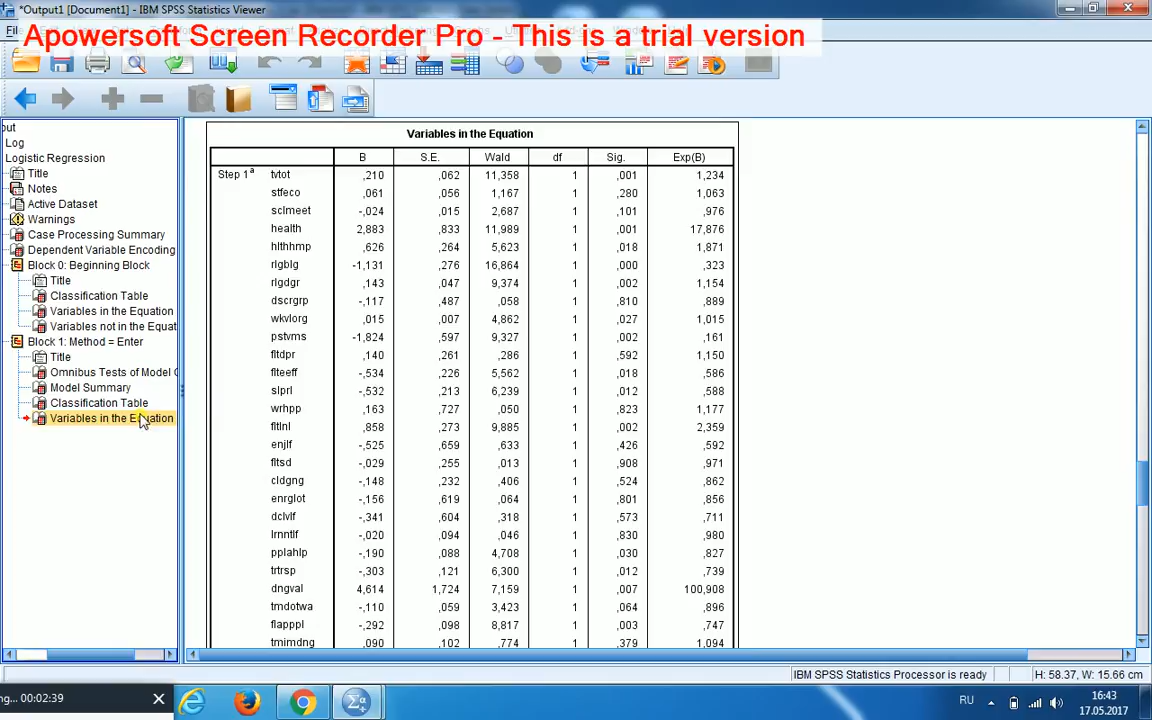 *Output1 [Document1] - IBM SPSS Statistics Viewer
Apowersoft Screen Recorder Pro - This is a trial version
Log
Logistic Regression
Title
Notes
Active Dataset
Warnings
Case Processing Summary
Dependent Variable Encoding
Block 0: Beginning Block
Title
Classification Table
Variables in the Equation
Variables not in the Equat
Block 1: Method = Enter
Title
Omnibus Tests of Model C
Model Summary
Classification Table
Variables in the Equation
Variables in the Equation
B S.E. Wald df Sig. Exp(B)
Step 1a tvtot ,210 ,062 11,358 1 ,001 1,234
stfeco ,061 ,056 1,167 1 ,280 1,063
sclmeet -,024 ,015 2,687 1 ,101 ,976
health 2,883 ,833 11,989 1 ,001 17,876
hlthhmp ,626 ,264 5,623 1 ,018 1,871
rlgblg -1,131 ,276 16,864 1 ,000 ,323
rlgdgr ,143 ,047 9,374 1 ,002 1,154
dscrgrp -,117 ,487 ,058 1 ,810 ,889
wkvlorg ,015 ,007 4,862 1 ,027 1,015
pstvms -1,824 ,597 9,327 1 ,002 ,161
fltdpr ,140 ,261 ,286 1 ,592 1,150
flteeff -,534 ,226 5,562 1 ,018 ,586
slprl -,532 ,213 6,239 1 ,012 ,588
wrhpp ,163 ,727 ,050 1 ,823 1,177
fltlnl ,858 ,273 9,885 1 ,002 2,359
enjlf -,525 ,659 ,633 1 ,426 ,592
fltsd -,029 ,255 ,013 1 ,908 ,971
cldgng -,148 ,232 ,406 1 ,524 ,862
enrglot -,156 ,619 ,064 1 ,801 ,856
dclvlf -,341 ,604 ,318 1 ,573 ,711
lrnntlf -,020 ,094 ,046 1 ,830 ,980
pplahlp -,190 ,088 4,708 1 ,030 ,827
trtrsp -,303 ,121 6,300 1 ,012 ,739
dngval 4,614 1,724 7,159 1 ,007 100,908
tmdotwa -,110 ,059 3,423 1 ,064 ,896
flapppl -,292 ,098 8,817 1 ,003 ,747
tmimdng ,090 ,102 ,774 1 ,379 1,094
IBM SPSS Statistics Processor is ready
H: 58.37, W: 15.66 cm
ng... 00:02:39
RU
16:43
17.05.2017